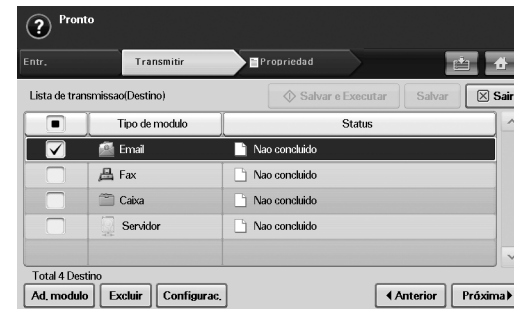 Pronto
Entr. Transmitir Propriedad
Lista de transmissao(Destino) Salvar e Executar Salvar Sair
Tipo de modulo Status
Email Nao concluido
Fax Nao concluido
Caixa Nao concluido
Servidor Nao concluido
Total 4 Destino
Ad. modulo Excluir Configurac. Anterior Próxima